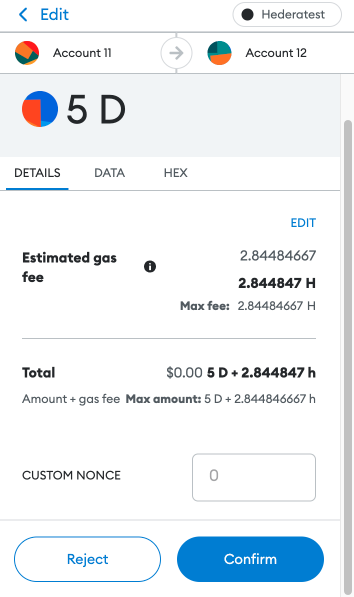 Edit
Hederatest
Account 11
Account 12
5 D
DETAILS
DATA
HEX
EDIT
Estimated gas
fee
2.84484667
2.844847 H
Max fee: 2.84484667 H
Total
$0.00 5 D + 2.844847 h
Amount + gas fee Max amount: 5 D + 2.844846667 h
CUSTOM NONCE
0
Reject
Confirm